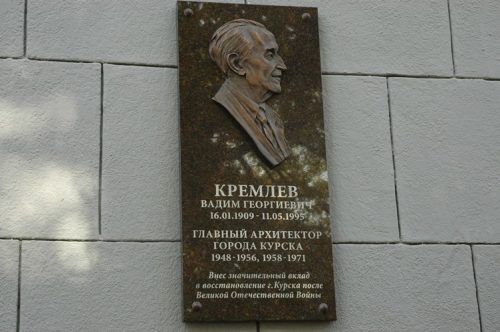 КРЕМЛЕВ
ВАДИМ ГЕОРГИЕВИЧ
16.01.1909 - 11.05.1995
ГЛАВНЫЙ АРХИТЕКТОР
ГОРОДА КУРСКА
1948 - 1956, 1958 - 1971
Внес значительный вклад
в восстановление г. Курска после
Великой Отечественной Войны